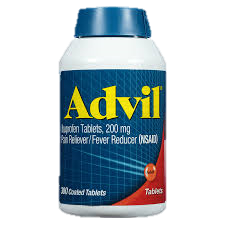 Advil
Ibuprofen Tablets, 200 mg
Pain Reliever/Fever Reducer (NSAID)
300 Coated Tablets
Tablets